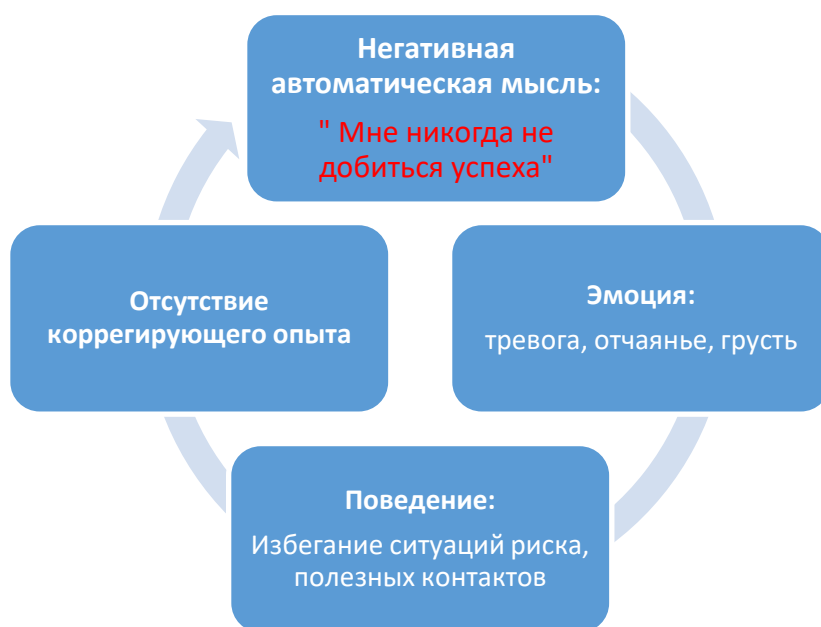 Негативная
автоматическая мысль:
" Мне никогда не
добиться успеха"
Эмоция:
тревога, отчаянье, грусть
Поведение:
Избегание ситуаций риска,
полезных контактов
Отсутствие
коррегирующего опыта